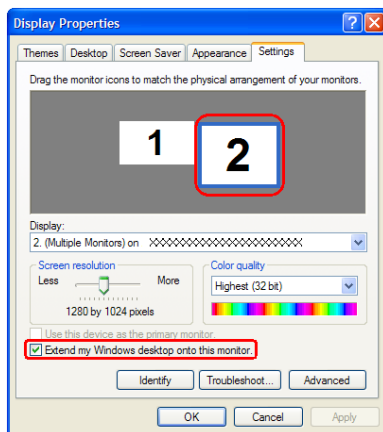 Display Properties
Themes Desktop Screen Saver Appearance Settings
Drag the monitor icons to match the physical arrangement of your monitors.
1 2
Display:
2. (Multiple Monitors) on XXXXXXXXXXXXXXXXXXXXXXXX
Screen resolution Color quality
Less More Highest (32 bit)
1280 by 1024 pixels
Use this device as the primary monitor.
Extend my Windows desktop onto this monitor.
Identify Troubleshoot... Advanced
OK Cancel Apply